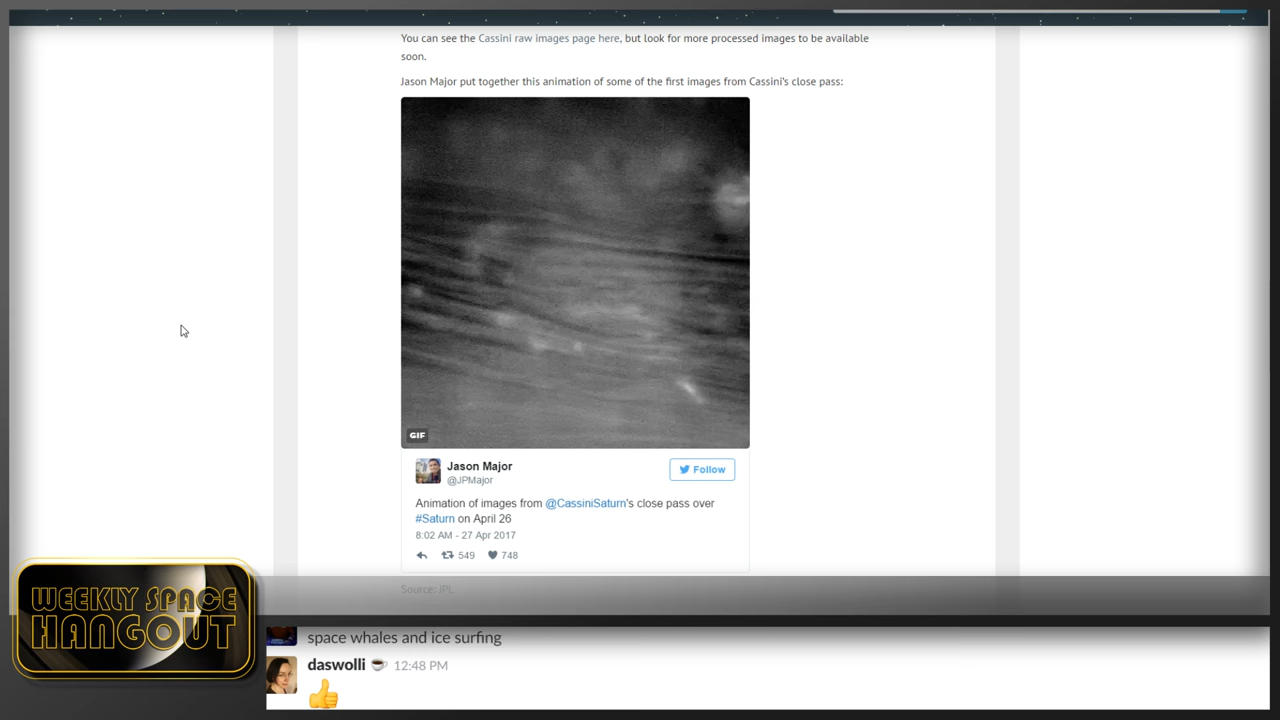 You can see the Cassini raw images page here, but look for more processed images to be available
soon.
Jason Major put together this animation of some of the first images from Cassini's close pass:
GIF
Jason Major
Follow
@JPMajor
Animation of images from @CassiniSaturn's close pass over
#Saturn on April 26
8:02 AM - 27 Apr 2017
549 748
Source: JPL
WEEKLY SPACE
HANGOUT
space whales and ice surfing
daswolli 12:48 PM